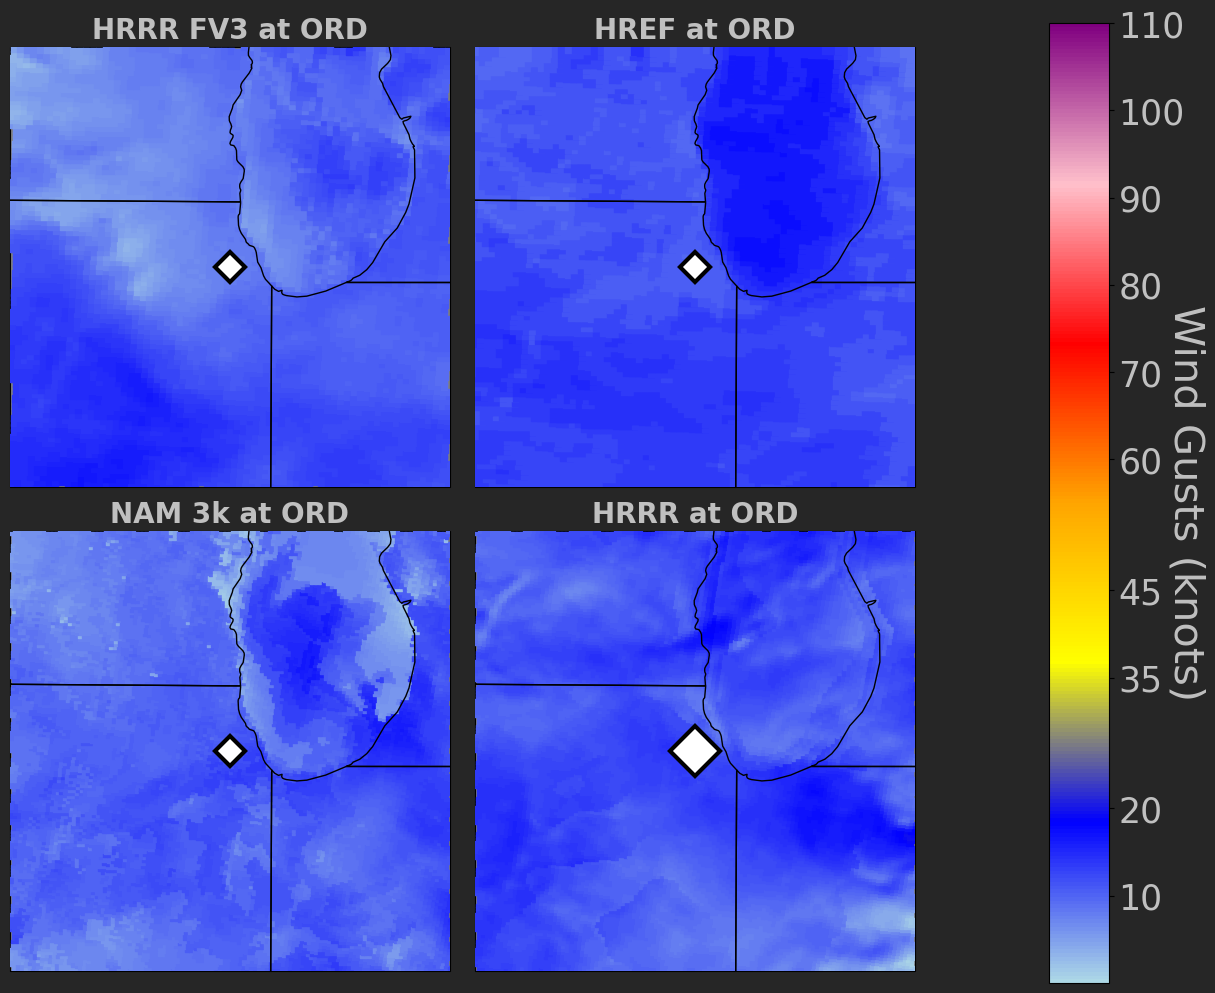 HRRR FV3 at ORD
HREF at ORD
NAM 3k at ORD
HRRR at ORD
110
100
90
80
70
60
45
35
20
10
Wind Gusts (knots)